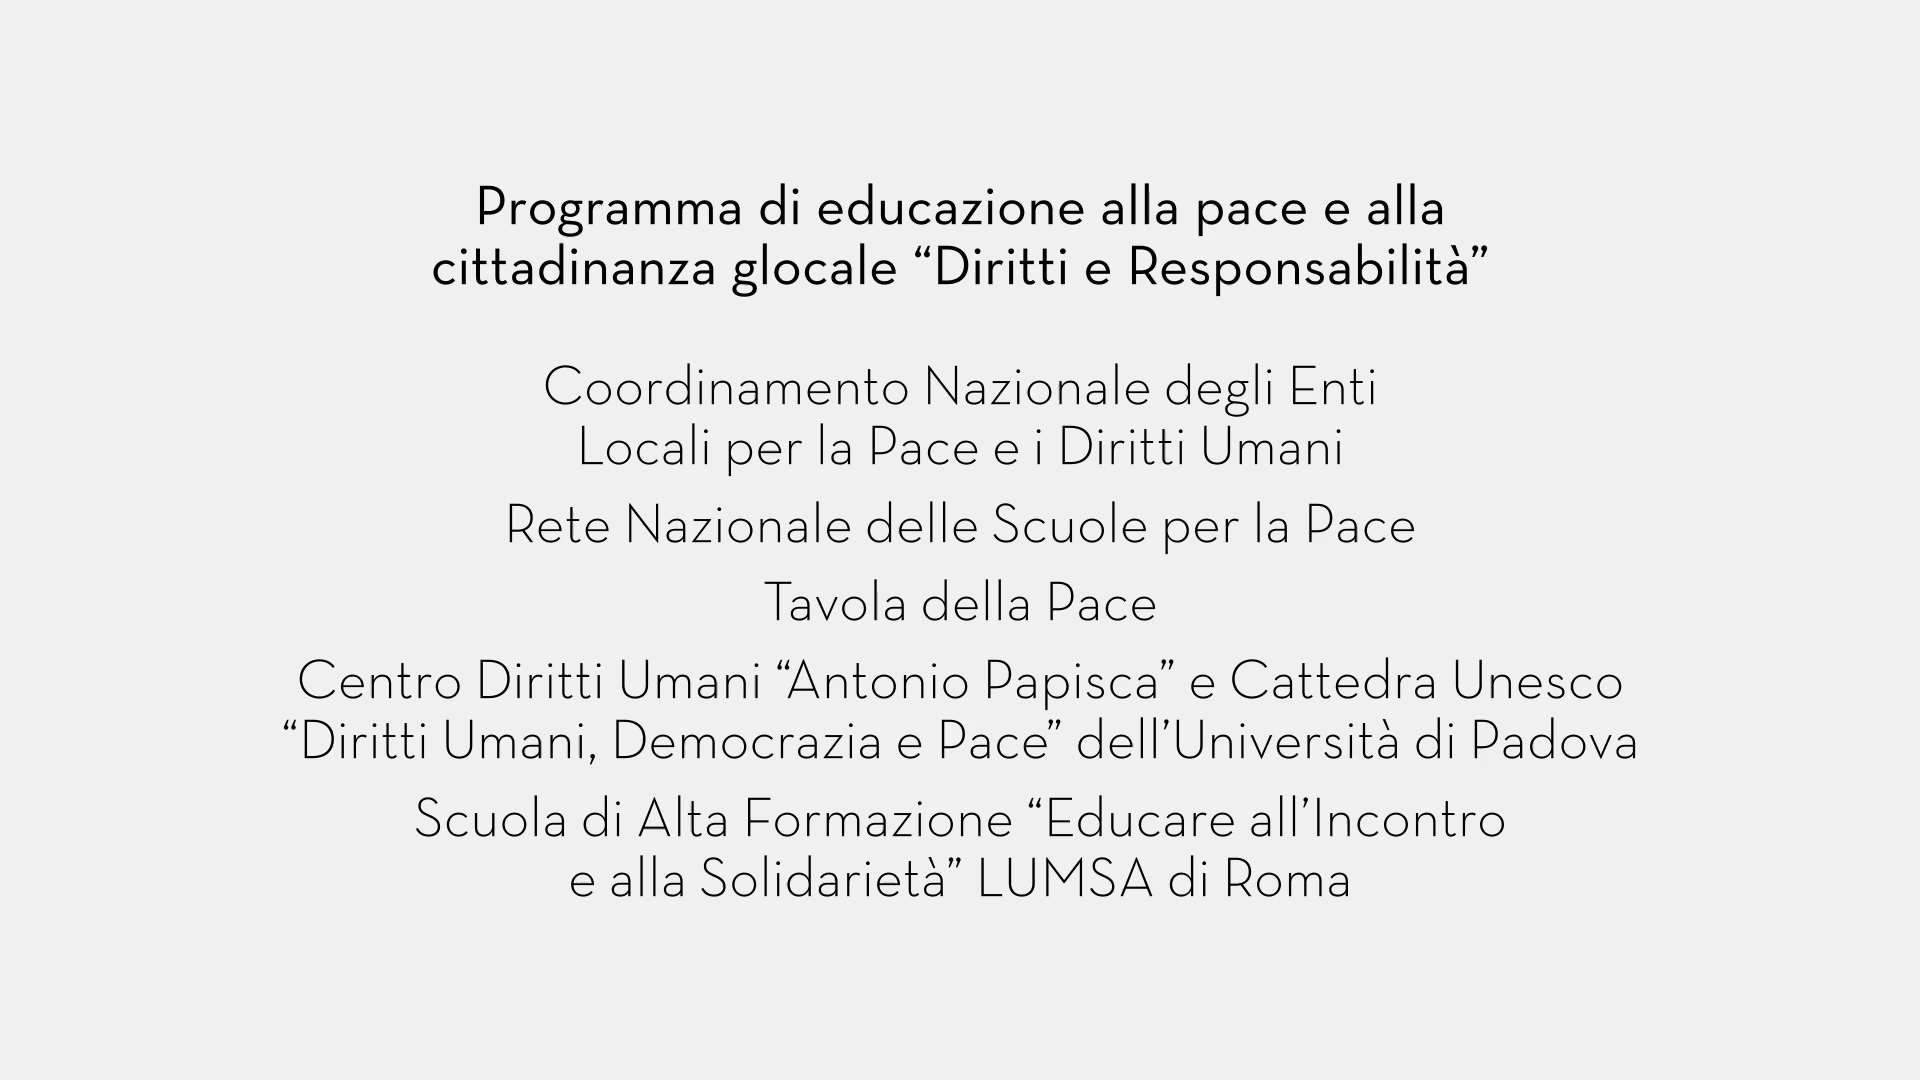 Programma di educazione alla pace e alla
cittadinanza glocale “Diritti e Responsabilità”
Coordinamento Nazionale degli Enti
Locali per la Pace e i Diritti Umani
Rete Nazionale delle Scuole per la Pace
Tavola della Pace
Centro Diritti Umani “Antonio Papisca” e Cattedra Unesco
“Diritti Umani, Democrazia e Pace” dell’Università di Padova
Scuola di Alta Formazione “Educare all’Incontro
e alla Solidarietà” LUMSA di Roma